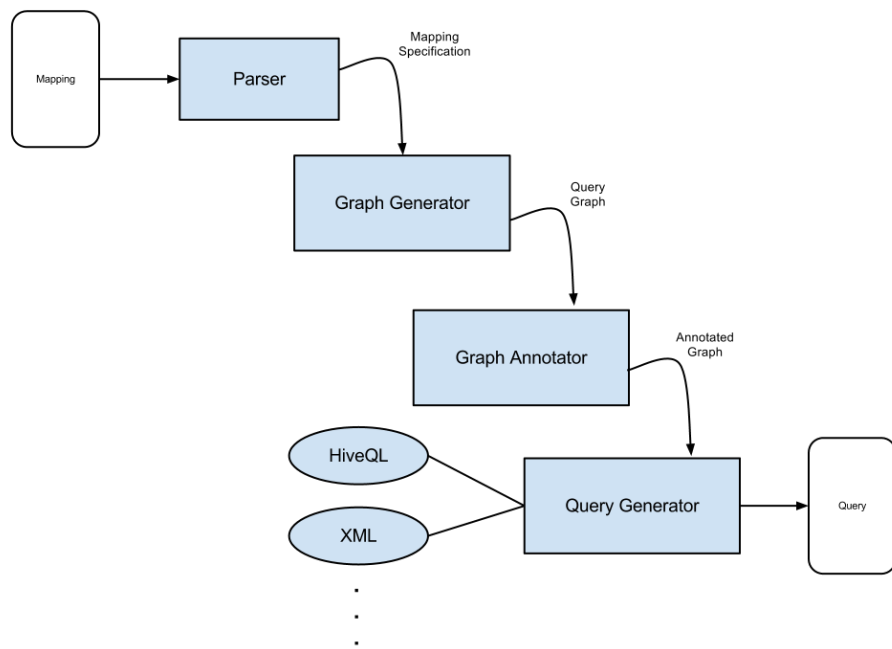 Mapping
Parser
Mapping
Specification
Graph Generator
Query
Graph
Graph Annotator
Annotated
Graph
HiveQL
XML
Query Generator
Query